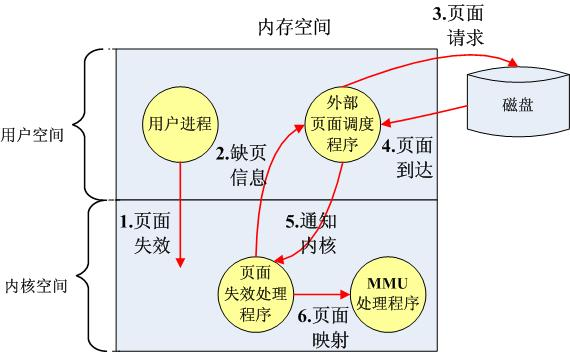 内存空间
3.页面
请求
用户空间
用户进程
外部
页面调度
程序
磁盘
2.缺页
信息
4.页面
到达
1.页面
失效
5.通知
内核
内核空间
页面
失效处理
程序
MMU
处理程序
6.页面
映射